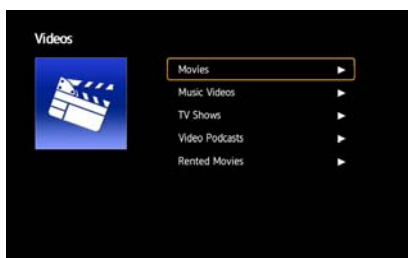 Videos
Movies
Music Videos
TV Shows
Video Podcasts
Rented Movies